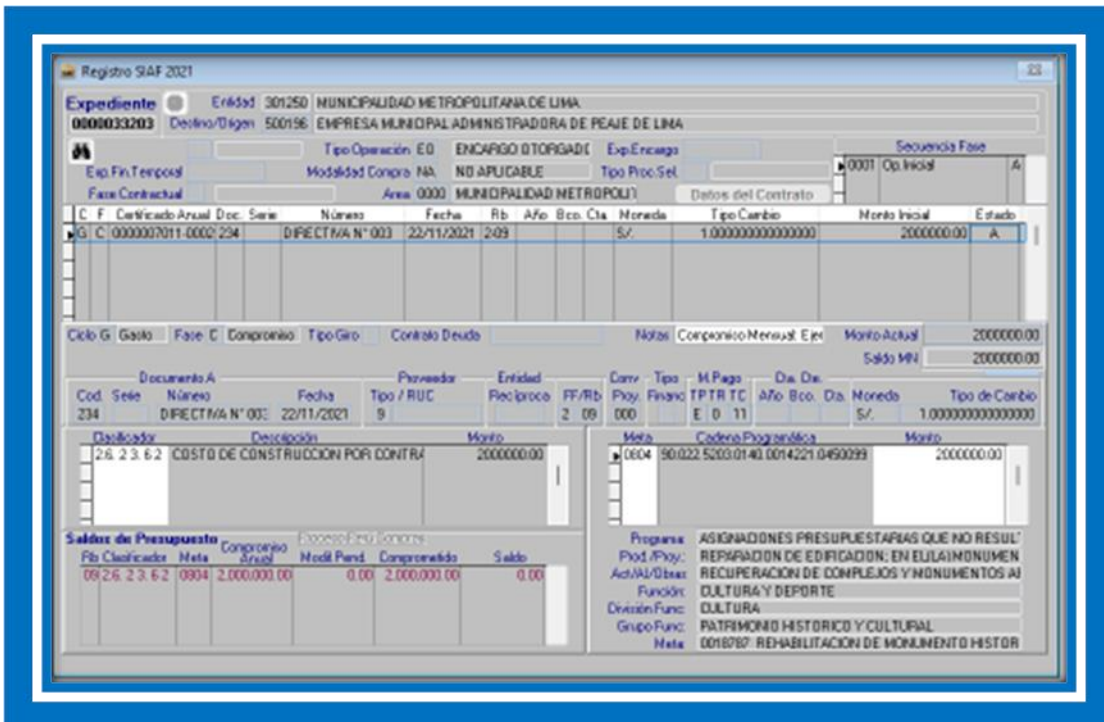 Registro SIAF 2021
Expediente Entidad 301250 MUNICIPALIDAD METROPOLITANA DE LIMA
0000033203 Destino/Origen 500196 EMPRESA MUNICIPAL ADMINISTRADORA DE PEAJE DE LIMA
Tipo Operación EO ENCARGO OTORGADO Exp.Encargo Secuencia Fase
Exp.Fin.Temporal Modalidad Compra NA NO APLICABLE Tipo Proc.Sel. 0001 Op.Inicial A
Fase Contractual Area 0000 MUNICIPALIDAD METROPOLIT Datos del Contrato
C F Certificado Anual Doc. Serie Número Fecha Rb Año Bco. Cta Moneda Tipo Cambio Monto Inicial Estado
G C 0000007011-0002 234 DIRECTIVA N° 003 22/11/2021 2-09 S/. 1.000000000000000 2000000.00 A
Ciclo G Gasto Fase C Compromiso Tipo Giro Contrato Deuda Notas Compromiso Mensual: Ejec Monto Actual 2000000.00
Saldo MN 2000000.00
Documento A Proveedor Entidad Conv Tipo M.Pago Cta. Cte.
Cod. Serie Número Fecha Tipo / RUC Recíproca FF/Rb Proy. Financ TP TR TC Año Bco. Cta. Moneda Tipo de Cambio
234 DIRECTIVA N° 003 22/11/2021 9 2 09 000 E 0 11 S/. 1.000000000000000
Clasificador Descripción Monto Meta Cadena Programática Monto
2.6. 2 3. 6 2 COSTO DE CONSTRUCCION POR CONTRA 2000000.00 0804 90.022.5203.0140.0014221.0450099 2000000.00
Saldos de Presupuesto
Rb Clasificador Meta Compromiso Anual Modif.Pend. Comprometido Saldo
09 2.6. 2 3. 6 2 0804 2,000,000.00 0.00 2,000,000.00 0.00
Programa: ASIGNACIONES PRESUPUESTARIAS QUE NO RESUL
Prod./Proy.: REPARACION DE EDIFICACION; EN EL(LA)MONUMEN
Act/AI/Obras: RECUPERACION DE COMPLEJOS Y MONUMENTOS
Función: CULTURA Y DEPORTE
División Func: CULTURA
Grupo Func: PATRIMONIO HISTORICO Y CULTURAL
Meta: REHABILITACION DE MONUMENTO HISTOR